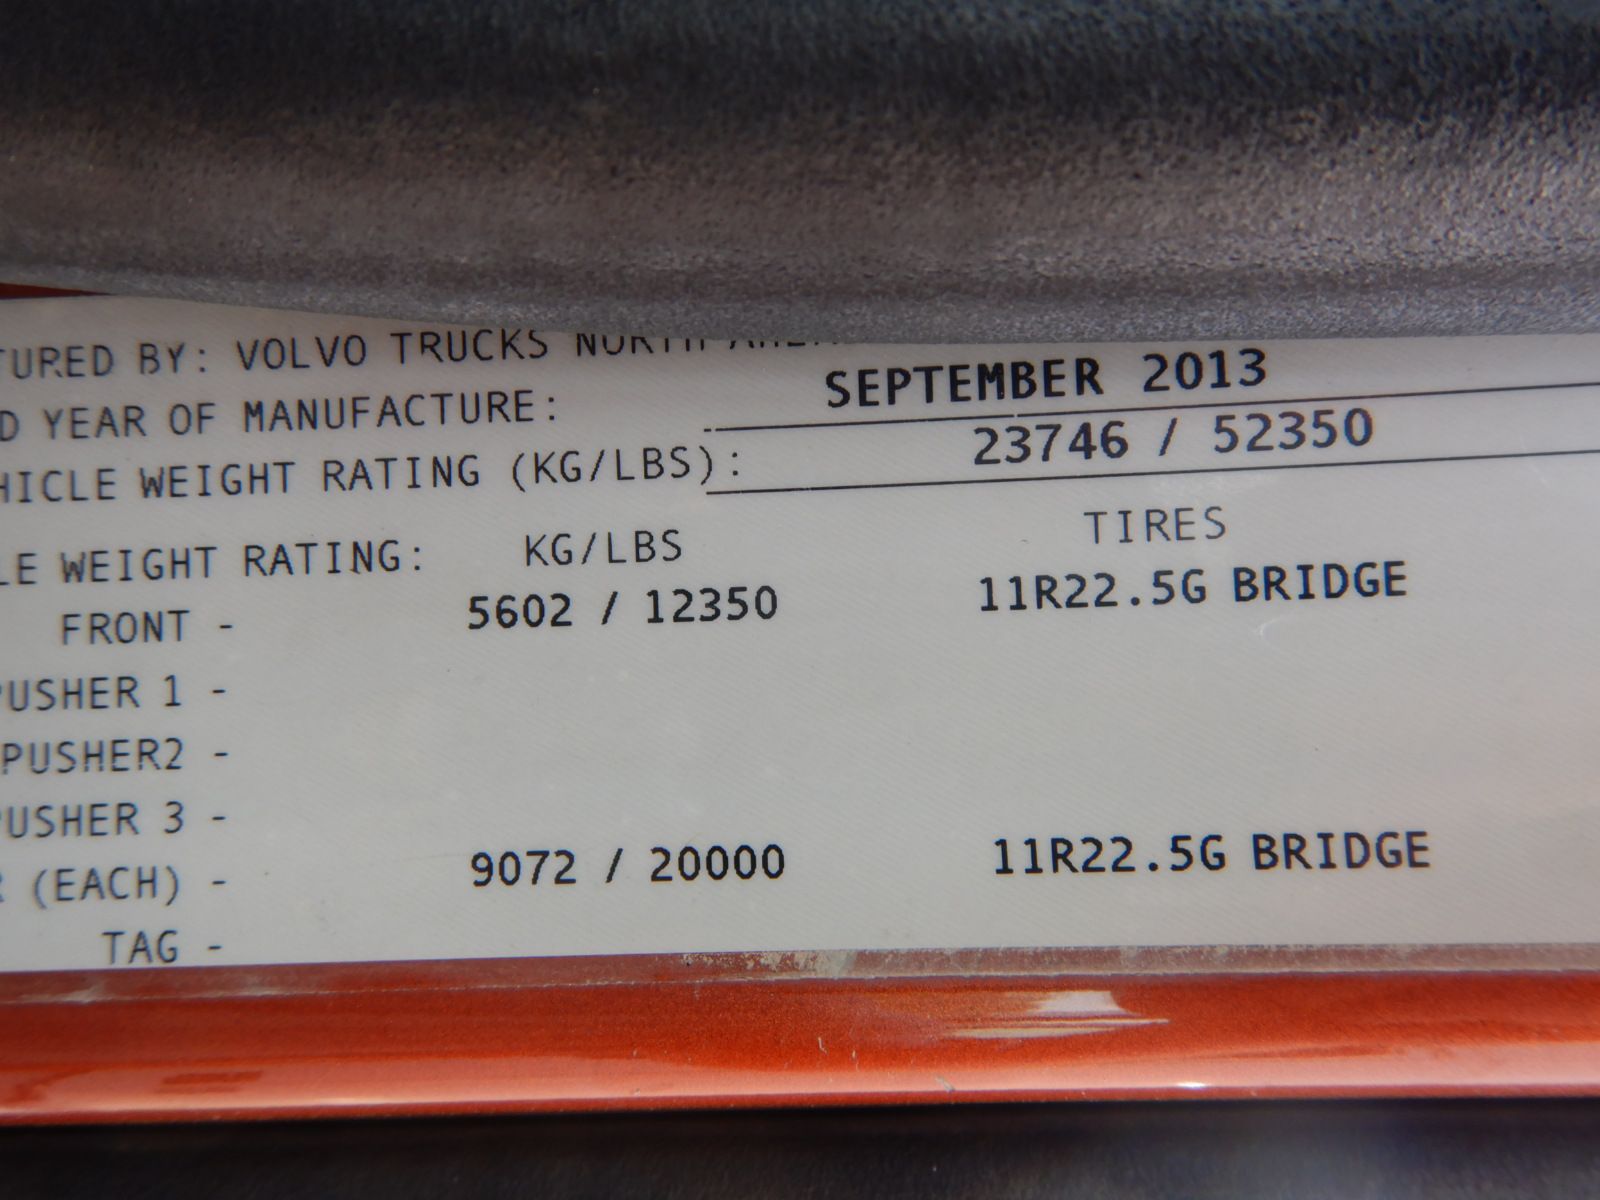 TURED BY: VOLVO TRUCKS NORTH
D YEAR OF MANUFACTURE: SEPTEMBER 2013
HICLE WEIGHT RATING (KG/LBS): 23746 / 52350
LE WEIGHT RATING: KG/LBS TIRES
FRONT - 5602 / 12350 11R22.5G BRIDGE
PUSHER 1 -
PUSHER2 -
PUSHER 3 -
R (EACH) - 9072 / 20000 11R22.5G BRIDGE
TAG -